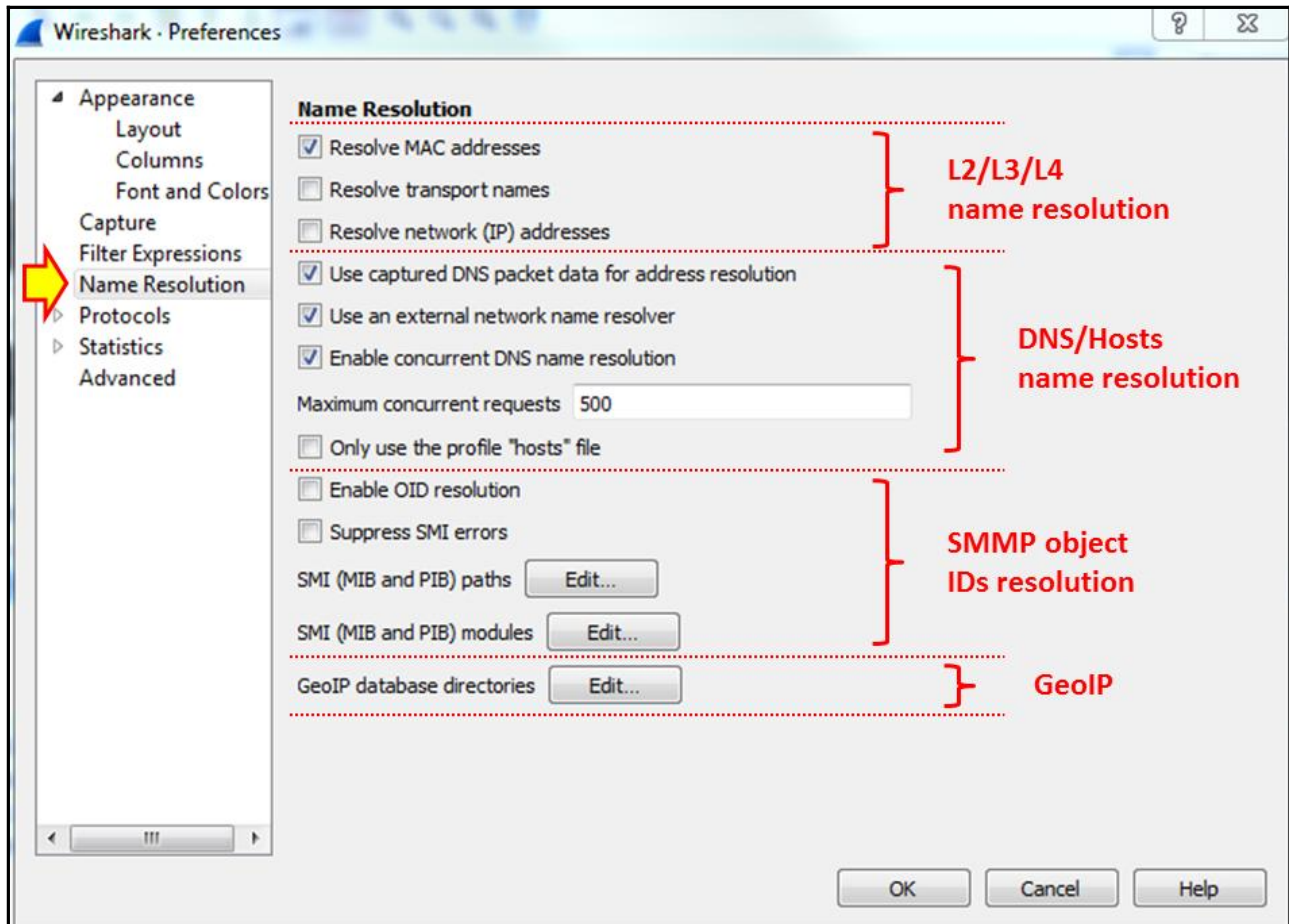 Wireshark · Preferences
Appearance
Layout
Columns
Font and Colors
Capture
Filter Expressions
Name Resolution
Protocols
Statistics
Advanced
Name Resolution
Resolve MAC addresses
Resolve transport names
Resolve network (IP) addresses
L2/L3/L4
name resolution
Use captured DNS packet data for address resolution
Use an external network name resolver
Enable concurrent DNS name resolution
Maximum concurrent requests 500
Only use the profile "hosts" file
DNS/Hosts
name resolution
Enable OID resolution
Suppress SMI errors
SMI (MIB and PIB) paths Edit...
SMI (MIB and PIB) modules Edit...
SMMP object
IDs resolution
GeoIP database directories Edit...
GeoIP
OK Cancel Help